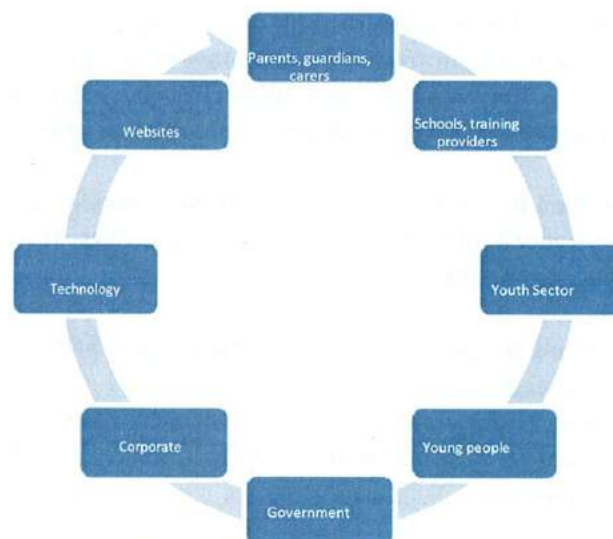 Parents, guardians,
carers
Schools, training
providers
Youth Sector
Young people
Government
Corporate
Technology
Websites